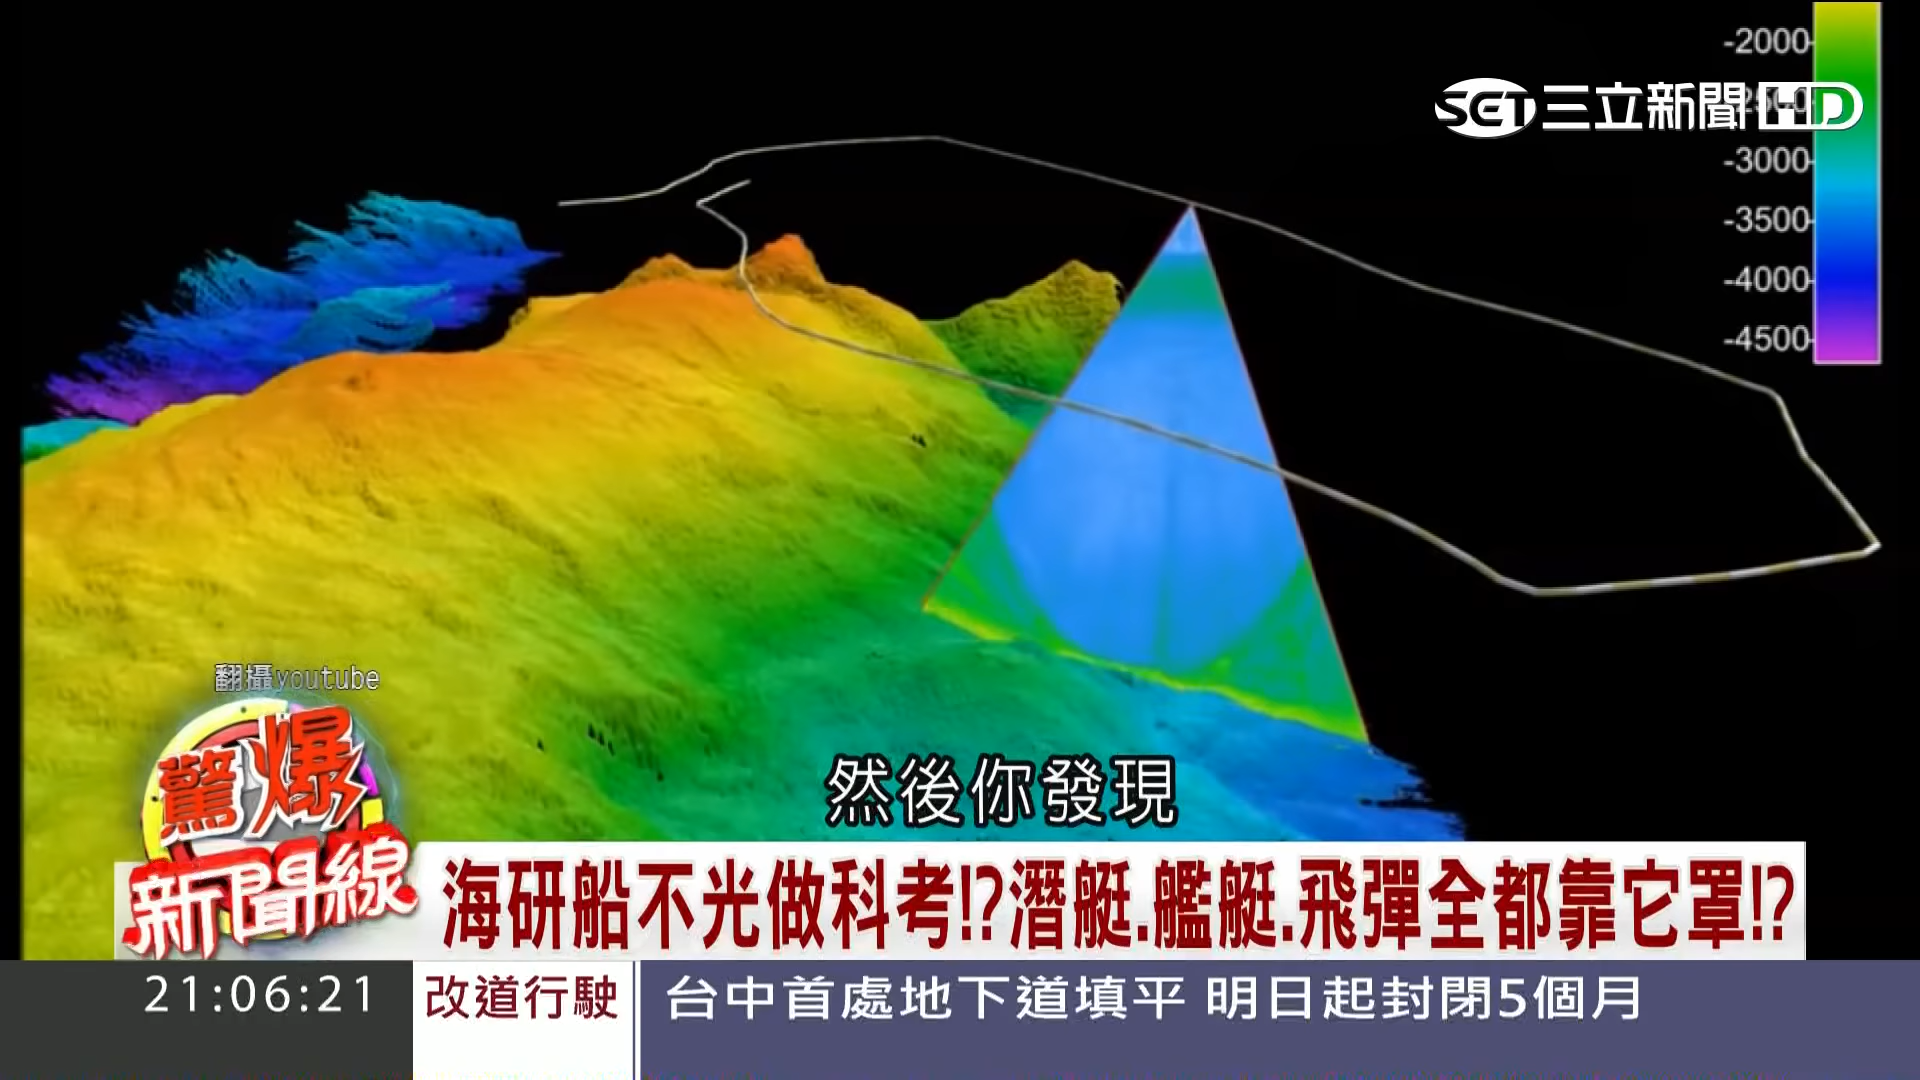 -2000
SET三立新聞HD
-3000
-3500
-4000
-4500
翻攝youtube
驚爆
新聞線
然後你發現
海研船不光做科考!?潛艇.艦艇.飛彈全都靠它罩!?
21:06:21
改道行駛
台中首處地下道填平 明日起封閉5個月